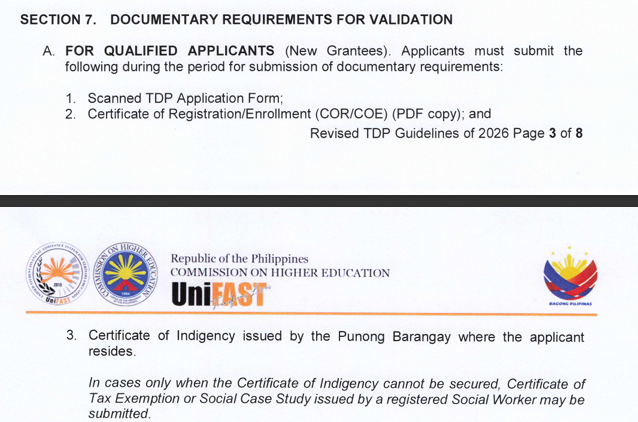 SECTION 7. DOCUMENTARY REQUIREMENTS FOR VALIDATION
A. FOR QUALIFIED APPLICANTS (New Grantees). Applicants must submit the
following during the period for submission of documentary requirements:
1. Scanned TDP Application Form;
2. Certificate of Registration/Enrollment (COR/COE) (PDF copy); and
Revised TDP Guidelines of 2026 Page 3 of 8
UniFAST
COMMISSION ON HIGHER EDUCATION
Republic of the Philippines
COMMISSION ON HIGHER EDUCATION
UniFAST
BAGONG PILIPINAS
3. Certificate of Indigency issued by the Punong Barangay where the applicant
resides.
In cases only when the Certificate of Indigency cannot be secured, Certificate of
Tax Exemption or Social Case Study issued by a registered Social Worker may be
submitted.